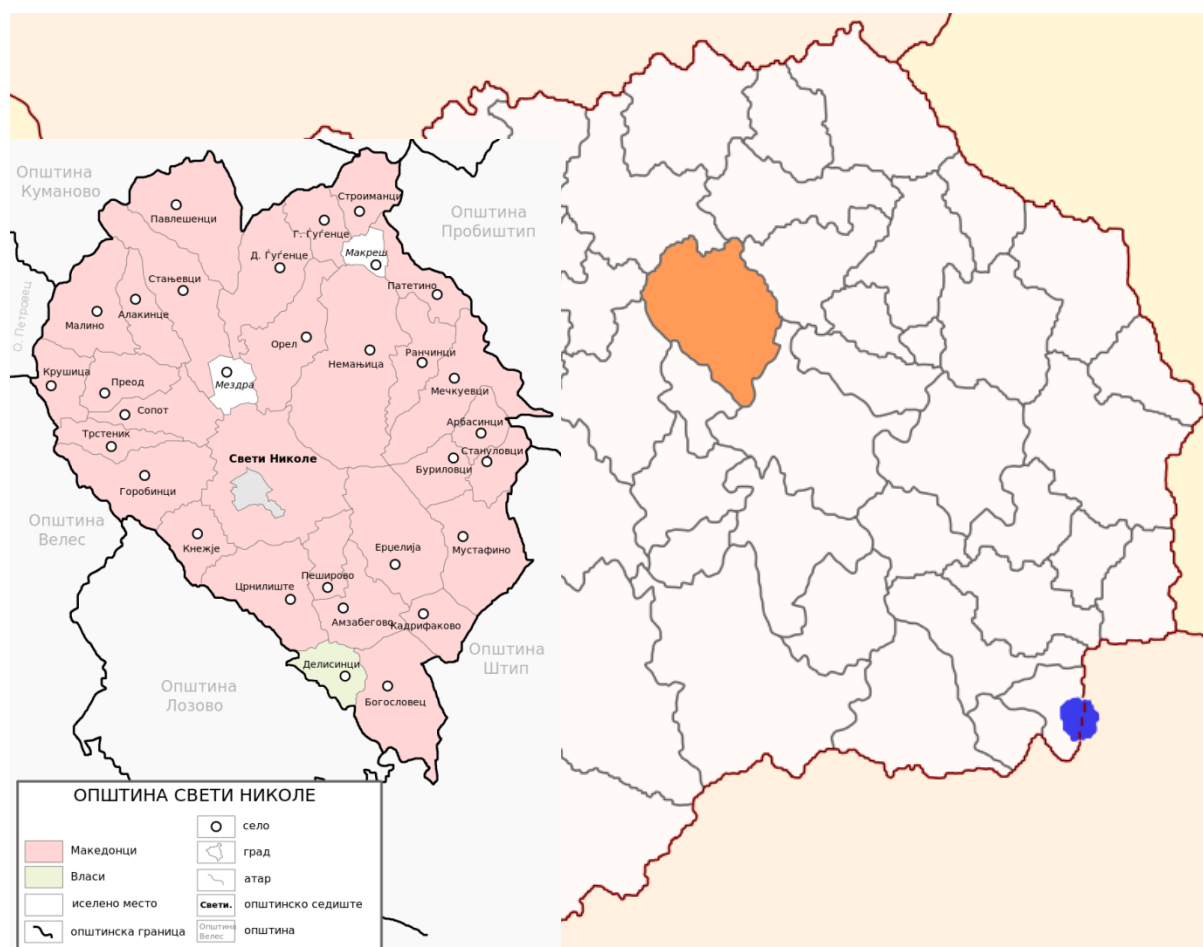 Општина
Куманово
Општина
Пробиштип
О. Петровец
Строиманци
Павлешенци
Г. Ѓуѓенце
Макреш
Д. Ѓуѓенце
Стањевци
Патетино
Малино
Алакинце
Орел
Немањица
Ранчинци
Крушица
Преод
Мездра
Мечкуевци
Сопот
Арбасинци
Трстеник
Свети Николе
Стануловци
Буриловци
Горобинци
Општина
Велес
Кнежје
Ерџелија
Мустафино
Пеширово
Црнилиште
Амзабегово
Кадрифаково
Општина
Штип
Делисинци
Општина
Лозово
Богословец
ОПШТИНА СВЕТИ НИКОЛЕ
Македонци
Власи
иселено место
општинска граница
село
град
атар
Свети. општинско седиште
Општина
Велес
општина